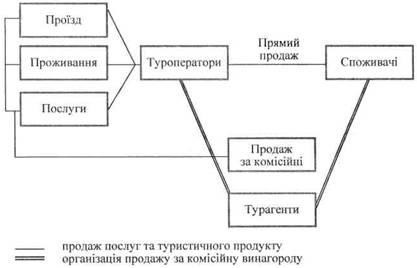 Проїзд
Проживання
Послуги
Туроператори
Прямий
продаж
Споживачі
Продаж
за комісійні
Турагенти
продаж послуг та туристичного продукту
організація продажу за комісійну винагороду